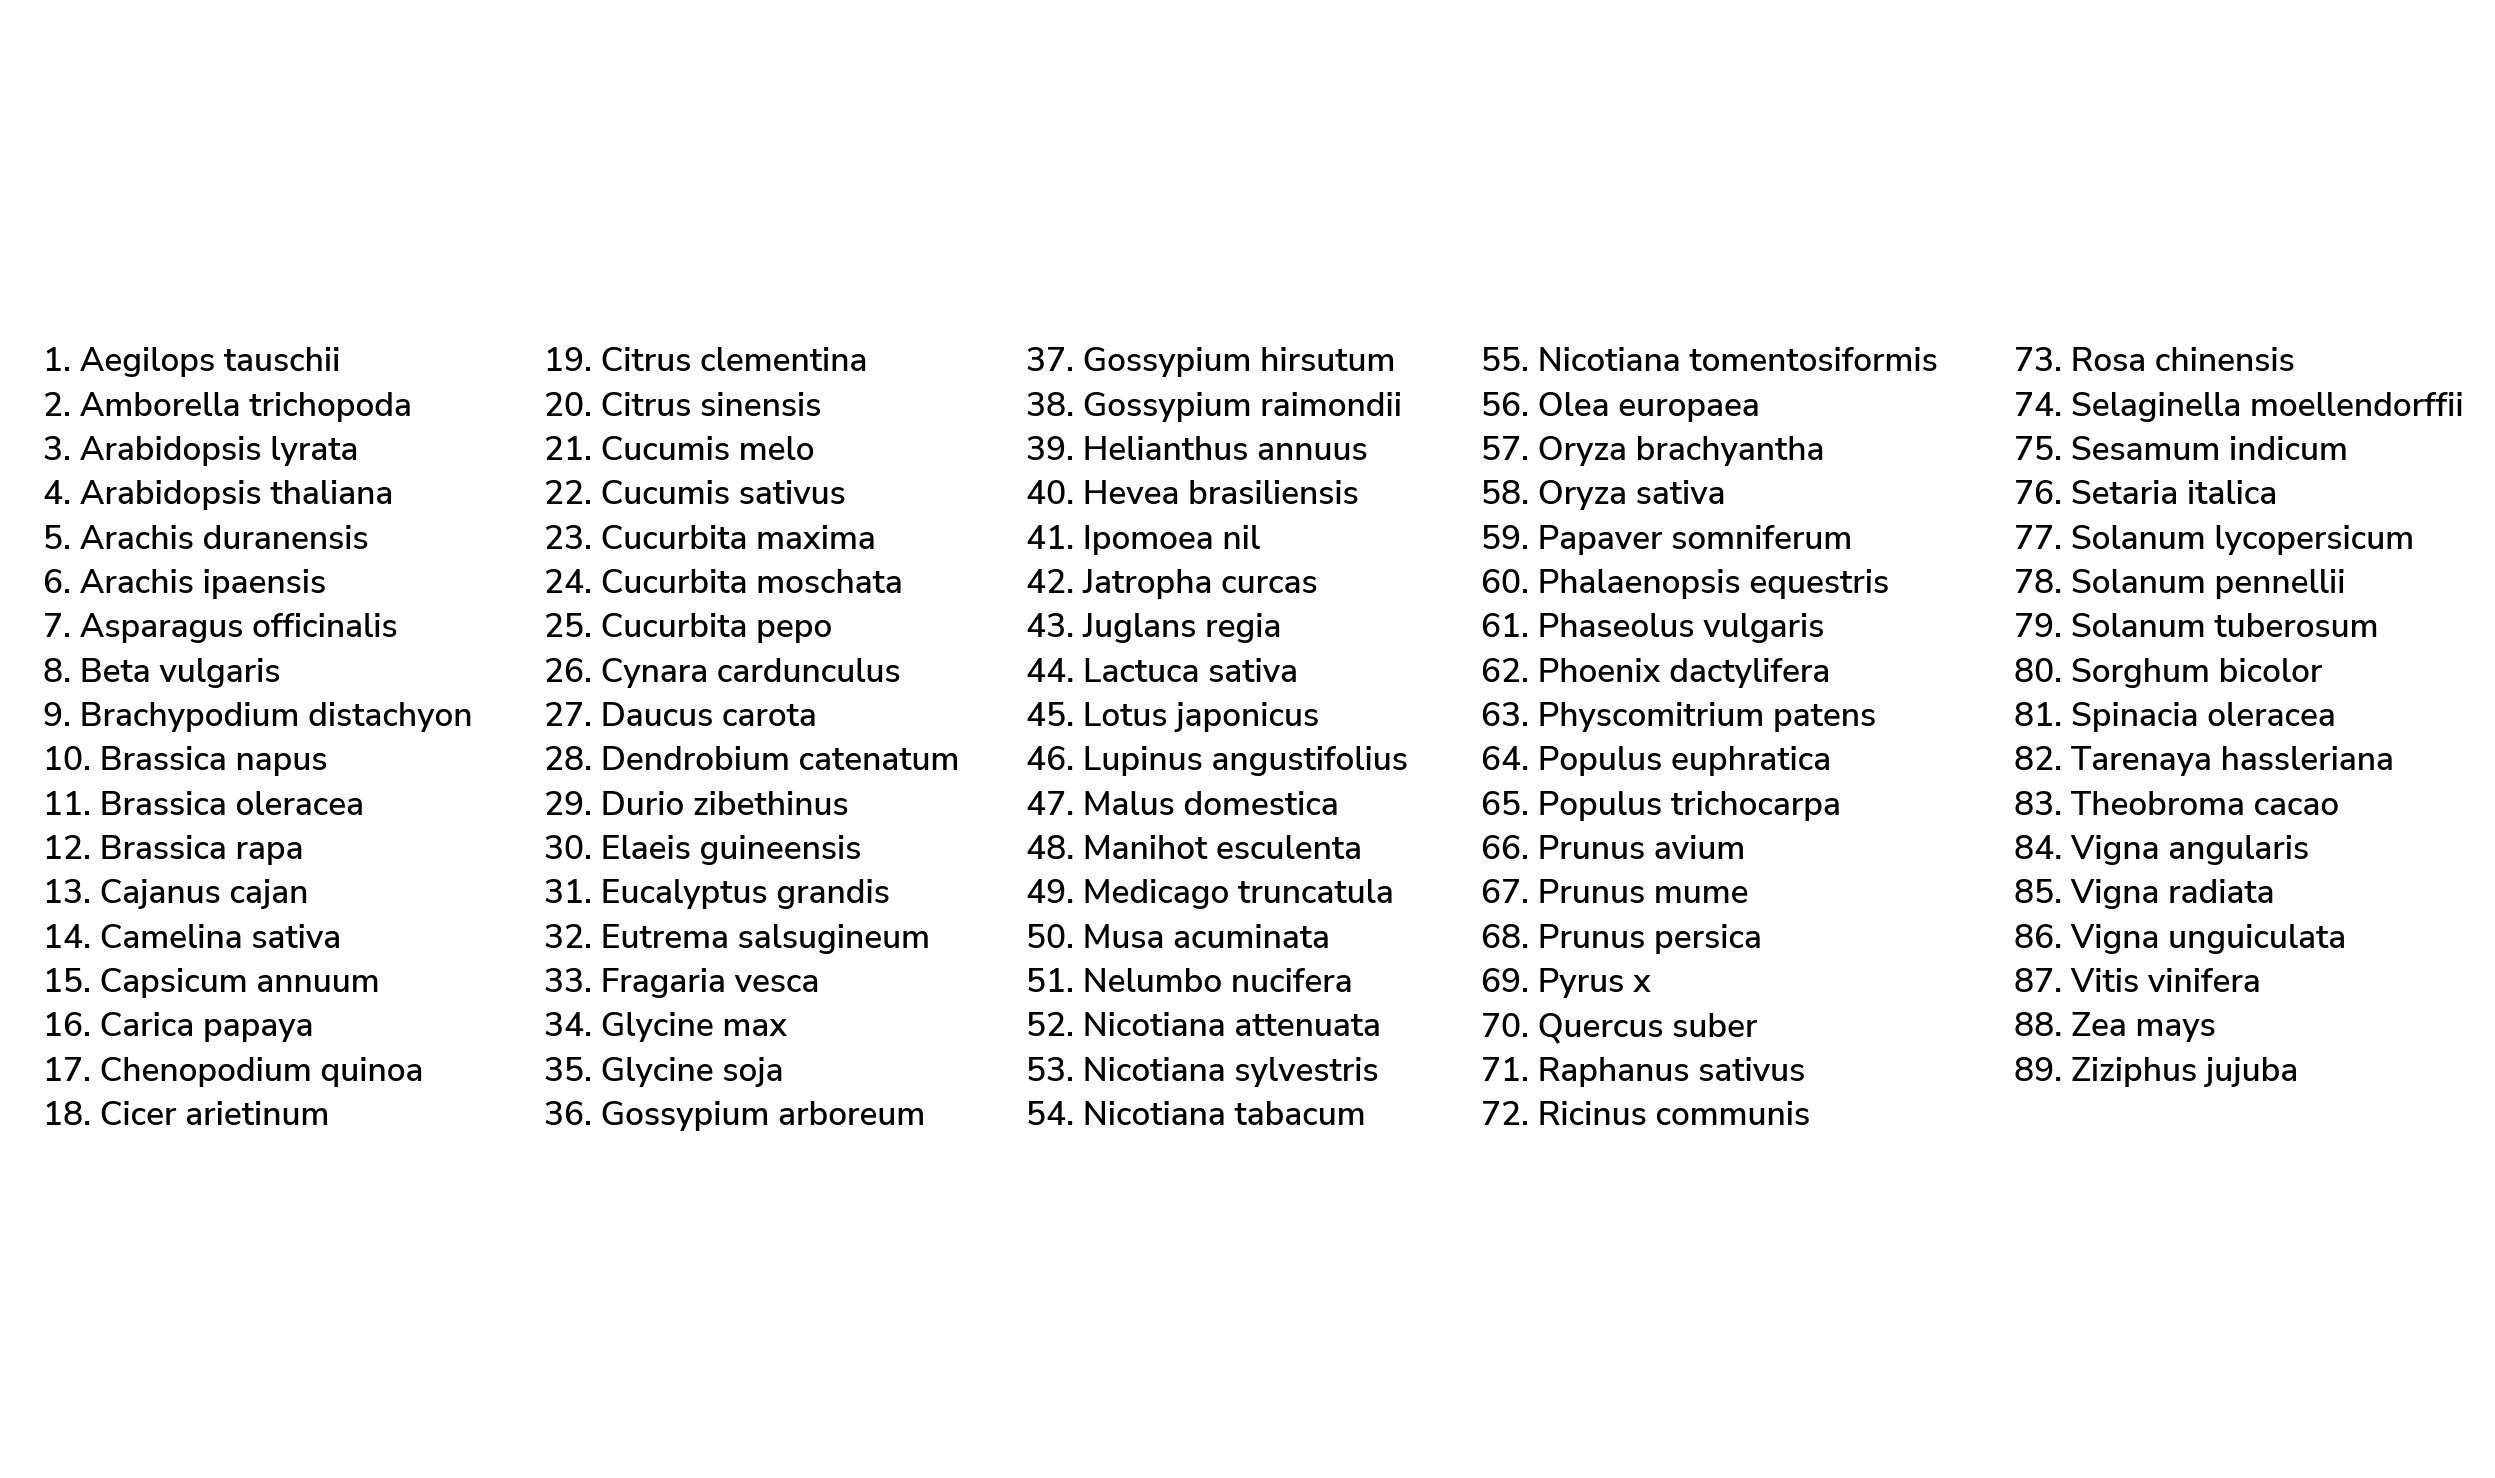 1. Aegilops tauschii
2. Amborella trichopoda
3. Arabidopsis lyrata
4. Arabidopsis thaliana
5. Arachis duranensis
6. Arachis ipaensis
7. Asparagus officinalis
8. Beta vulgaris
9. Brachypodium distachyon
10. Brassica napus
11. Brassica oleracea
12. Brassica rapa
13. Cajanus cajan
14. Camelina sativa
15. Capsicum annuum
16. Carica papaya
17. Chenopodium quinoa
18. Cicer arietinum
19. Citrus clementina
20. Citrus sinensis
21. Cucumis melo
22. Cucumis sativus
23. Cucurbita maxima
24. Cucurbita moschata
25. Cucurbita pepo
26. Cynara cardunculus
27. Daucus carota
28. Dendrobium catenatum
29. Durio zibethinus
30. Elaeis guineensis
31. Eucalyptus grandis
32. Eutrema salsugineum
33. Fragaria vesca
34. Glycine max
35. Glycine soja
36. Gossypium arboreum
37. Gossypium hirsutum
38. Gossypium raimondii
39. Helianthus annuus
40. Hevea brasiliensis
41. Ipomoea nil
42. Jatropha curcas
43. Juglans regia
44. Lactuca sativa
45. Lotus japonicus
46. Lupinus angustifolius
47. Malus domestica
48. Manihot esculenta
49. Medicago truncatula
50. Musa acuminata
51. Nelumbo nucifera
52. Nicotiana attenuata
53. Nicotiana sylvestris
54. Nicotiana tabacum
55. Nicotiana tomentosiformis
56. Olea europaea
57. Oryza brachyantha
58. Oryza sativa
59. Papaver somniferum
60. Phalaenopsis equestris
61. Phaseolus vulgaris
62. Phoenix dactylifera
63. Physcomitrium patens
64. Populus euphratica
65. Populus trichocarpa
66. Prunus avium
67. Prunus mume
68. Prunus persica
69. Pyrus x
70. Quercus suber
71. Raphanus sativus
72. Ricinus communis
73. Rosa chinensis
74. Selaginella moellendorffii
75. Sesamum indicum
76. Setaria italica
77. Solanum lycopersicum
78. Solanum pennellii
79. Solanum tuberosum
80. Sorghum bicolor
81. Spinacia oleracea
82. Tarenaya hassleriana
83. Theobroma cacao
84. Vigna angularis
85. Vigna radiata
86. Vigna unguiculata
87. Vitis vinifera
88. Zea mays
89. Ziziphus jujuba